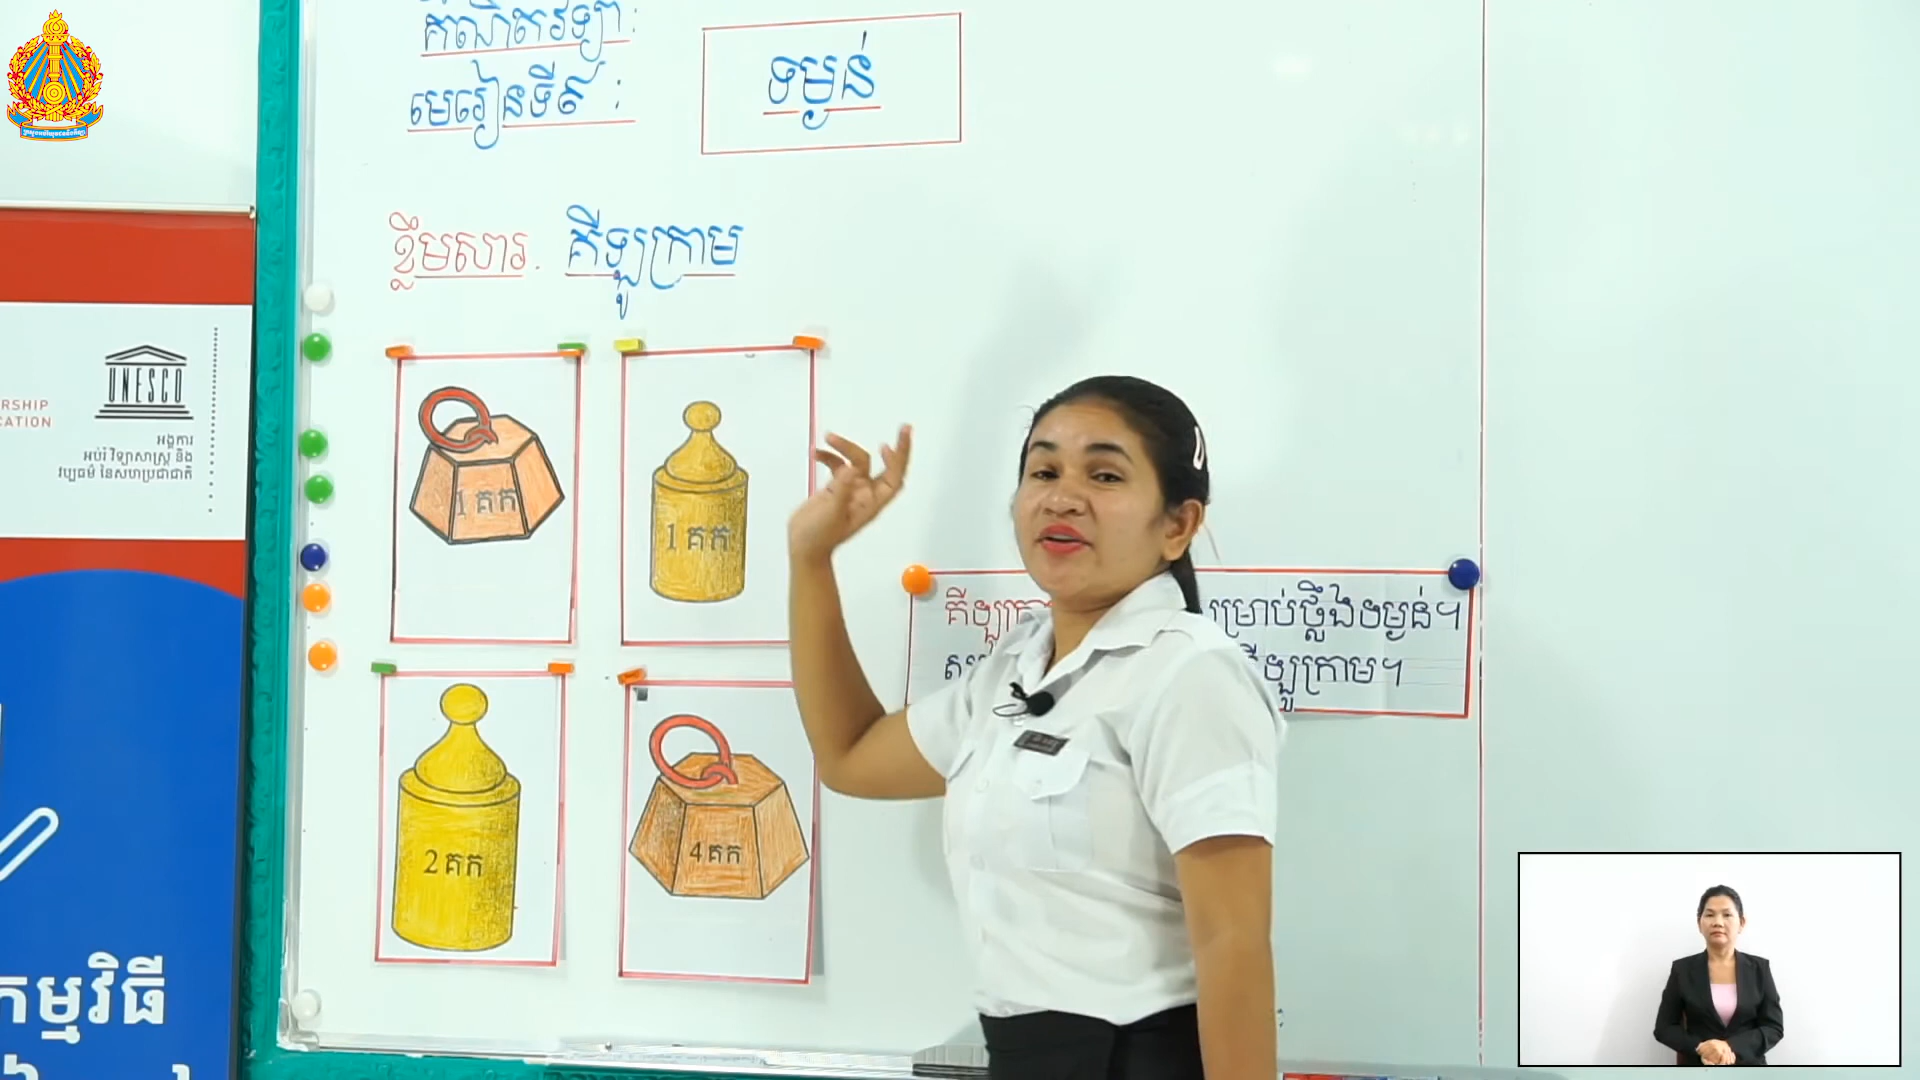 គណិតវិទ្យា :
មេរៀនទី៩ :
ទម្ងន់
ខ្លឹមសារ. គីឡូក្រាម
1 គក
1 គក
2 គក
4 គក
គីឡូក្រាម
ម្រាប់ថ្លឹងទម្ងន់។
គីឡូក្រាម។
RSHIP
CATION
UNESCO
អង្គការ
អប់រំ វិទ្យាសាស្ត្រ និង
វប្បធម៌ នៃសហប្រជាជាតិ
កម្មវិធី